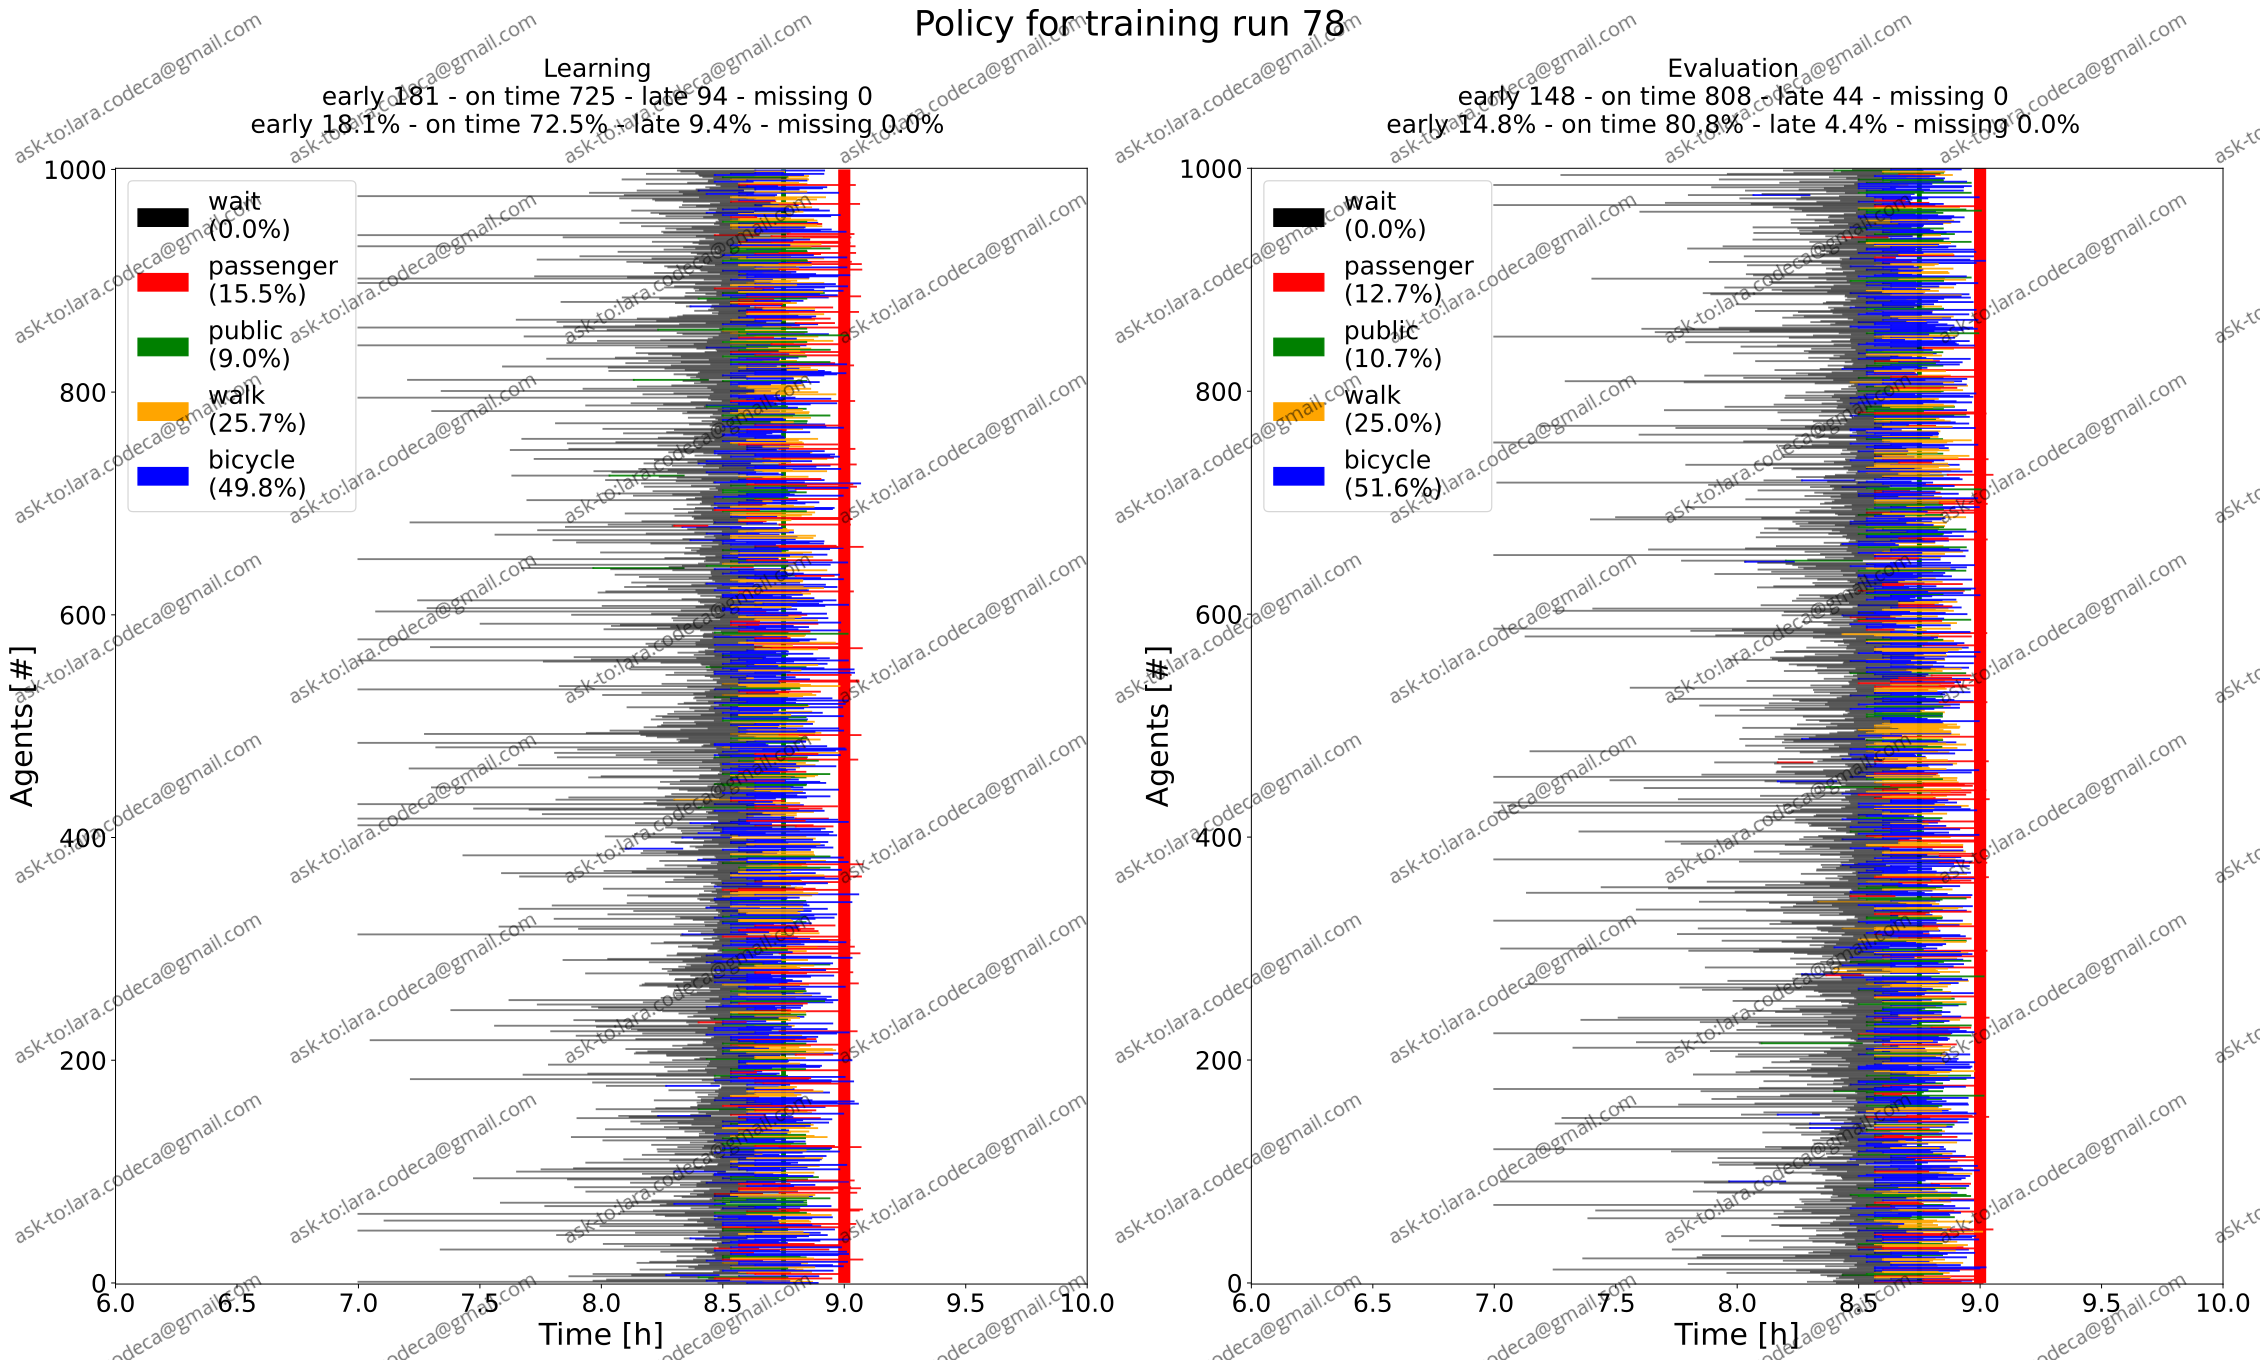 Policy for training run 78
Learning
early 181 - on time 725 - late 94 - missing 0
early 18.1% - on time 72.5% - late 9.4% - missing 0.0%
1000
800
600
400
200
0
Agents [#]
wait
(0.0%)
passenger
(15.5%)
public
(9.0%)
walk
(25.7%)
bicycle
(49.8%)
6.0 6.5 7.0 7.5 8.0 8.5 9.0 9.5 10.0
Time [h]
Evaluation
early 148 - on time 808 - late 44 - missing 0
early 14.8% - on time 80.8% - late 4.4% - missing 0.0%
1000
800
600
400
200
0
Agents [#]
wait
(0.0%)
passenger
(12.7%)
public
(10.7%)
walk
(25.0%)
bicycle
(51.6%)
6.0 6.5 7.0 7.5 8.0 8.5 9.0 9.5 10.0
Time [h]
ask-to:lara.codeca@gmail.com